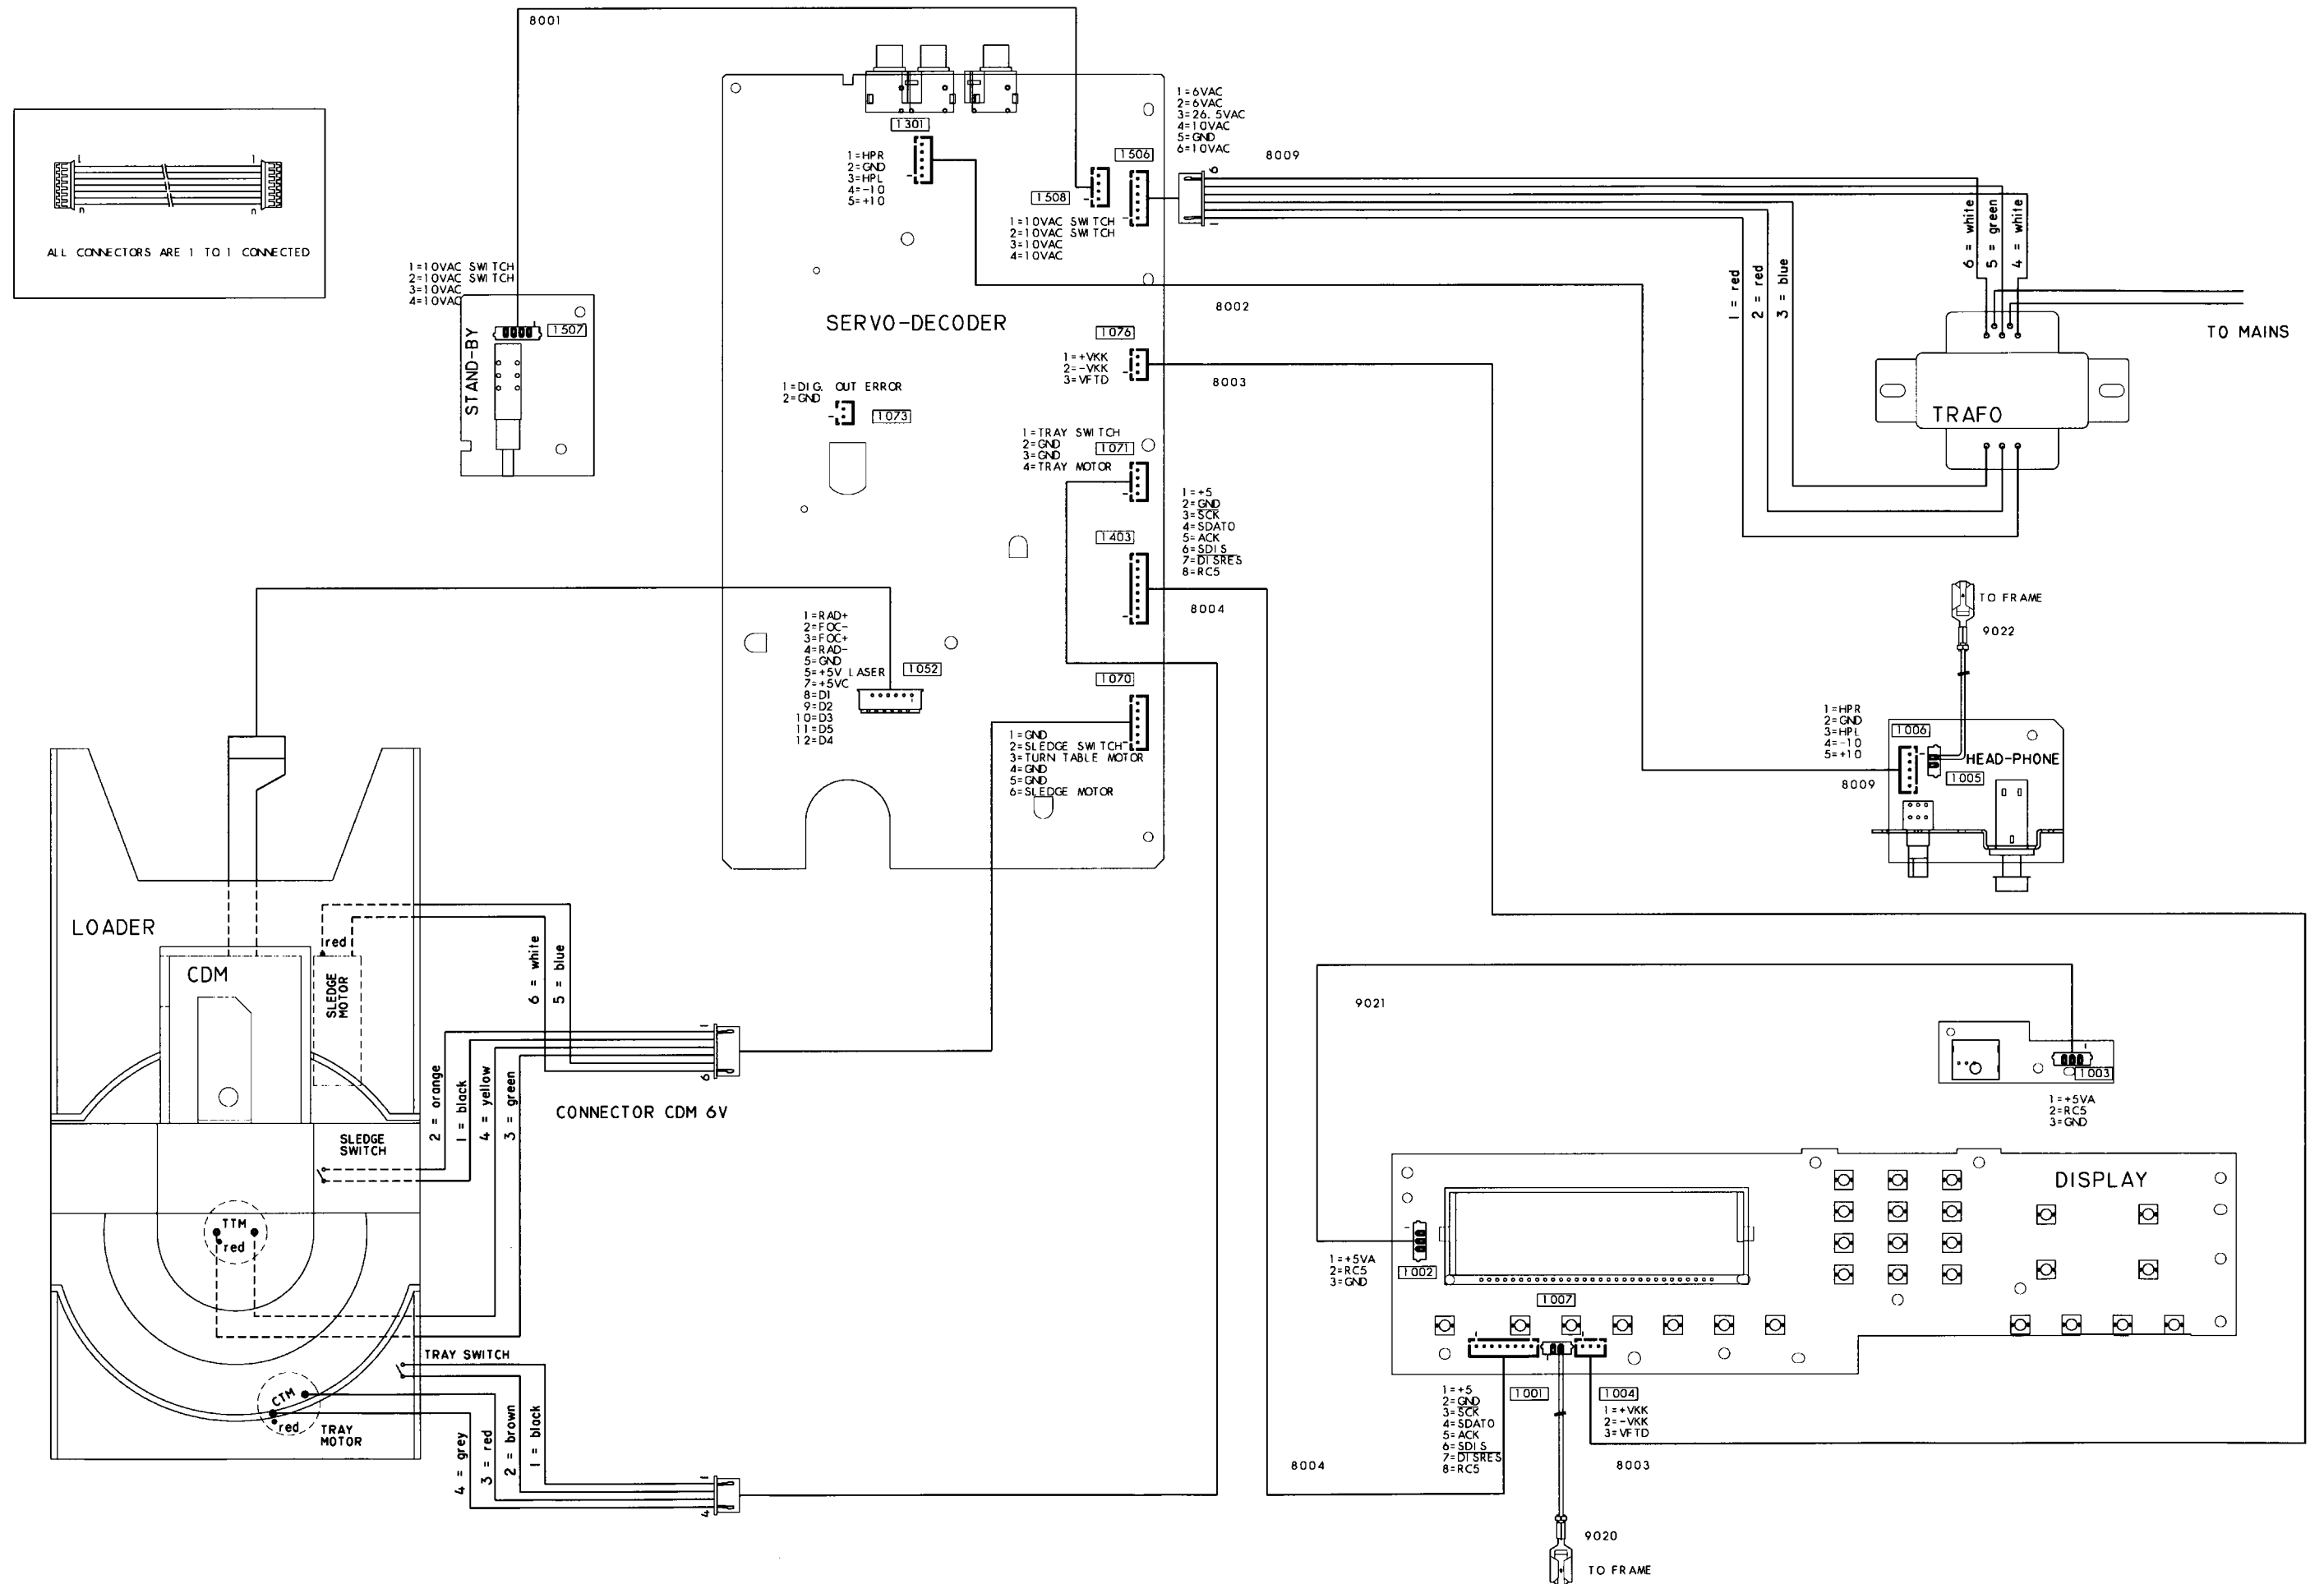 8001
ALL CONNECTORS ARE 1 TO 1 CONNECTED
1
1
n
n
1=10VAC SWITCH
2=10VAC SWITCH
3=10VAC
4=10VAC
1507
STAND-BY
1301
1=HPR
2=GND
3=HPL
4=-10
5=+10
1=6VAC
2=6VAC
3=26.5VAC
4=10VAC
5=GND
6=10VAC
1506
8009
6
1
1508
1=10VAC SWITCH
2=10VAC SWITCH
3=10VAC
4=10VAC
SERVO-DECODER
8002
1076
1=+VKK
2=-VKK
3=VFTD
8003
1=DIG. OUT ERROR
2=GND
1073
1=TRAY SWITCH
2=GND
3=GND
4=TRAY MOTOR
1071
1403
1=+5
2=GND
3=SCK
4=SDATO
5=ACK
6=SDIS
7=DISRES
8=RC5
8004
1=RAD+
2=FOC-
3=FOC+
4=RAD-
5=GND
5=+5V LASER
7=+5VC
8=D1
9=D2
10=D3
11=D5
12=D4
1052
1070
1=GND
2=SLEDGE SWITCH
3=TURN TABLE MOTOR
4=GND
5=GND
6=SLEDGE MOTOR
6 = white
5 = green
4 = white
1 = red
2 = red
3 = blue
TO MAINS
TRAFO
TO FRAME
9022
1=HPR
2=GND
3=HPL
4=-10
5=+10
1006
HEAD-PHONE
1005
8009
LOADER
red
CDM
SLEDGE
MOTOR
6 = white
5 = blue
1
6
CONNECTOR CDM 6V
2 = orange
1 = black
4 = yellow
3 = green
SLEDGE
SWITCH
TTM
red
TRAY SWITCH
CTM
red
TRAY
MOTOR
4 = grey
3 = red
2 = brown
1 = black
1
4
9021
1003
1=+5VA
2=RC5
3=GND
DISPLAY
1=+5VA
2=RC5
3=GND
1002
1007
1=+5
2=GND
3=SCK
4=SDATO
5=ACK
6=SDIS
7=DISRES
8=RC5
1001
1004
1=+VKK
2=-VKK
3=VFTD
8004
8003
9020
TO FRAME